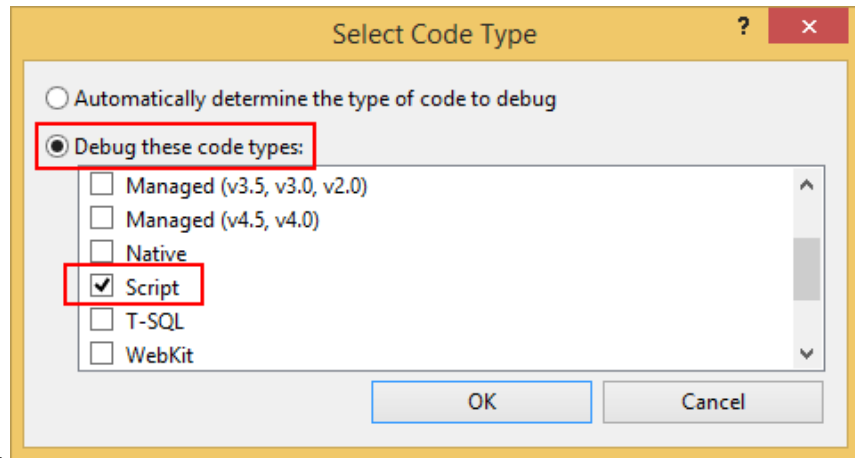 Select Code Type
?
Automatically determine the type of code to debug
Debug these code types:
Managed (v3.5, v3.0, v2.0)
Managed (v4.5, v4.0)
Native
Script
T-SQL
WebKit
OK Cancel